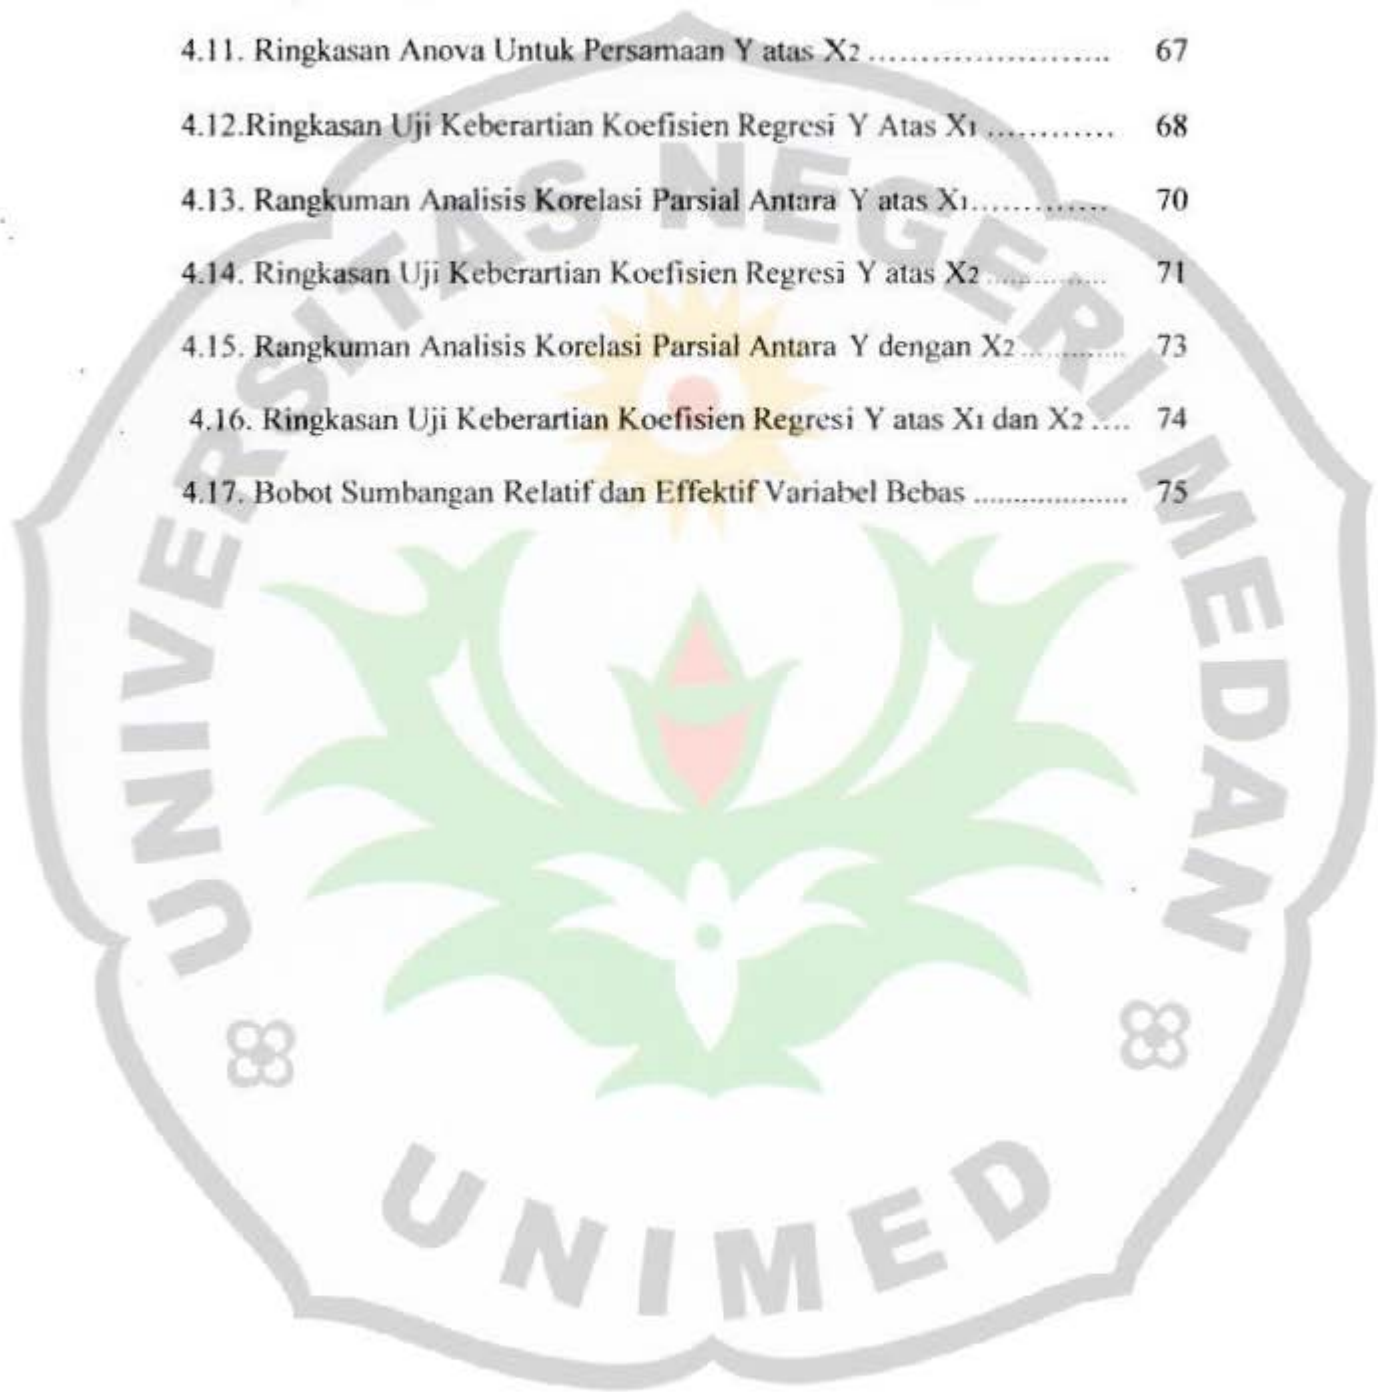 4.11. Ringkasan Anova Untuk Persamaan Y atas X2 ........................ 67
4.12.Ringkasan Uji Keberartian Koefisien Regresi Y Atas X1 ............ 68
4.13. Rangkuman Analisis Korelasi Parsial Antara Y atas X1.............. 70
4.14. Ringkasan Uji Keberartian Koefisien Regresi Y atas X2 .............. 71
4.15. Rangkuman Analisis Korelasi Parsial Antara Y dengan X2 ............ 73
4.16. Ringkasan Uji Keberartian Koefisien Regresi Y atas X1 dan X2 .... 74
4.17. Bobot Sumbangan Relatif dan Effektif Variabel Bebas ................... 75
UNIVERSITAS NEGERI MEDAN
UNIMED